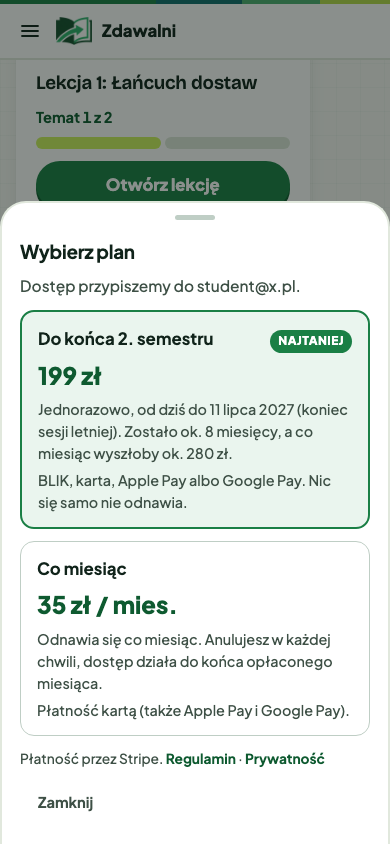 Zdawalni
Lekcja 1: Łańcuch dostaw
Temat 1 z 2
Otwórz lekcję
Wybierz plan
Dostęp przypiszemy do student@x.pl.
Do końca 2. semestru
NAJTANIEJ
199 zł
Jednorazowo, od dziś do 11 lipca 2027 (koniec
sesji letniej). Zostało ok. 8 miesięcy, a co
miesiąc wyszłoby ok. 280 zł.
BLIK, karta, Apple Pay albo Google Pay. Nic
się samo nie odnawia.
Co miesiąc
35 zł / mies.
Odnawia się co miesiąc. Anulujesz w każdej
chwili, dostęp działa do końca opłaconego
miesiąca.
Płatność kartą (także Apple Pay i Google Pay).
Płatność przez Stripe. Regulamin · Prywatność
Zamknij